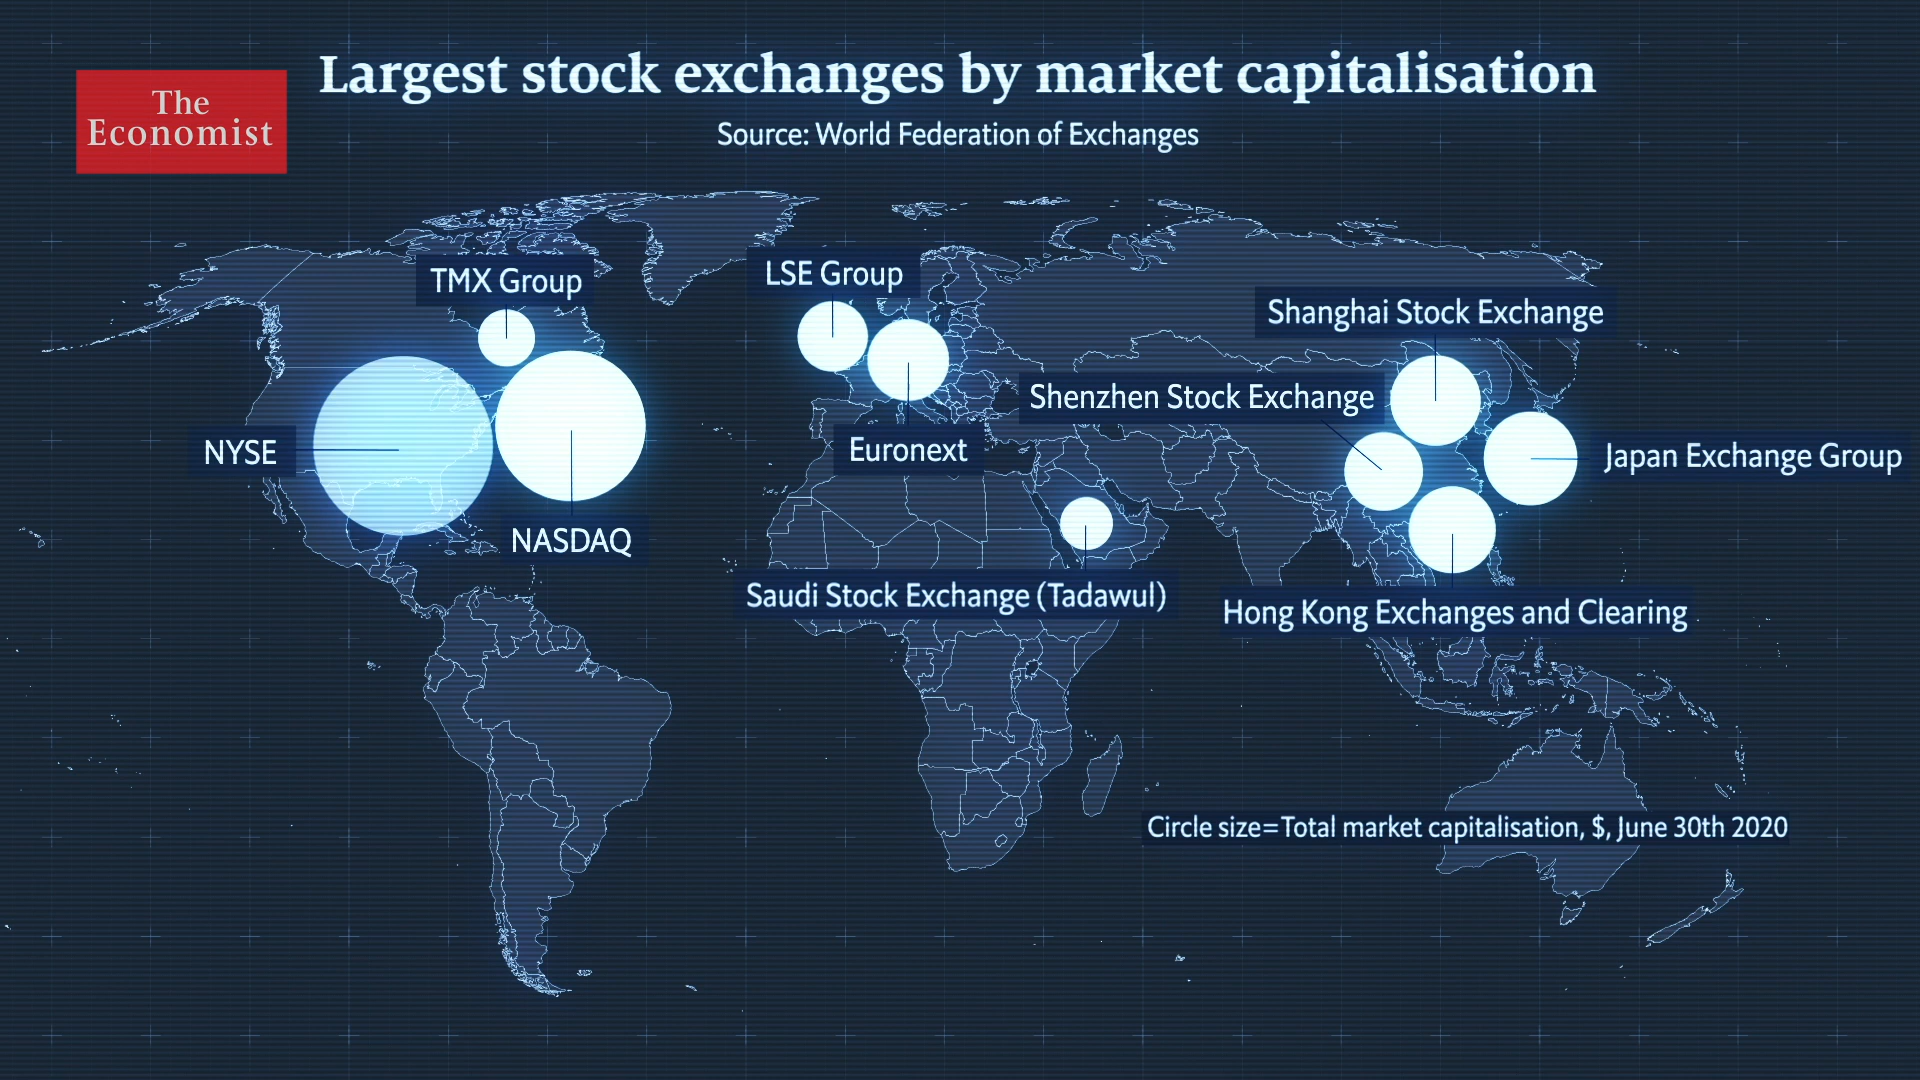 The
Economist
Largest stock exchanges by market capitalisation
Source: World Federation of Exchanges
TMX Group
LSE Group
Shanghai Stock Exchange
Shenzhen Stock Exchange
NYSE
Euronext
Japan Exchange Group
NASDAQ
Saudi Stock Exchange (Tadawul)
Hong Kong Exchanges and Clearing
Circle size=Total market capitalisation, $, June 30th 2020